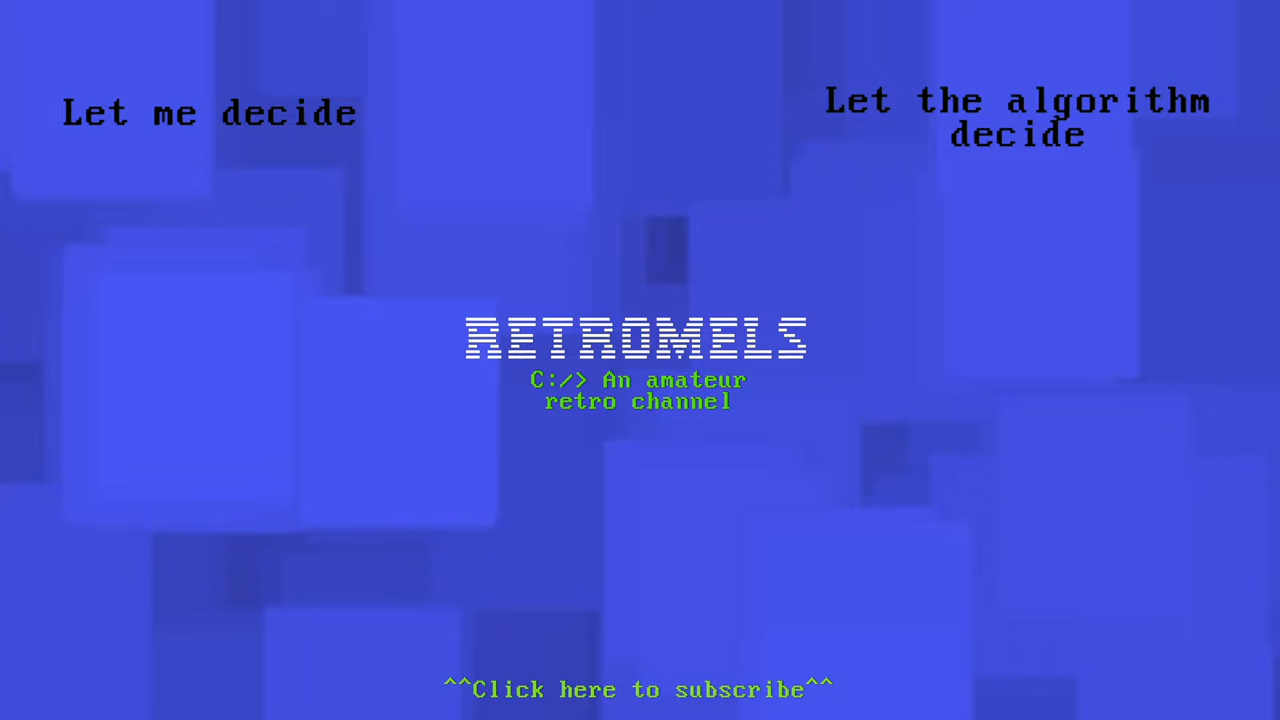 Let me decide
Let the algorithm
decide
RETROMELS
C:/> An amateur
retro channel
^^Click here to subscribe^^